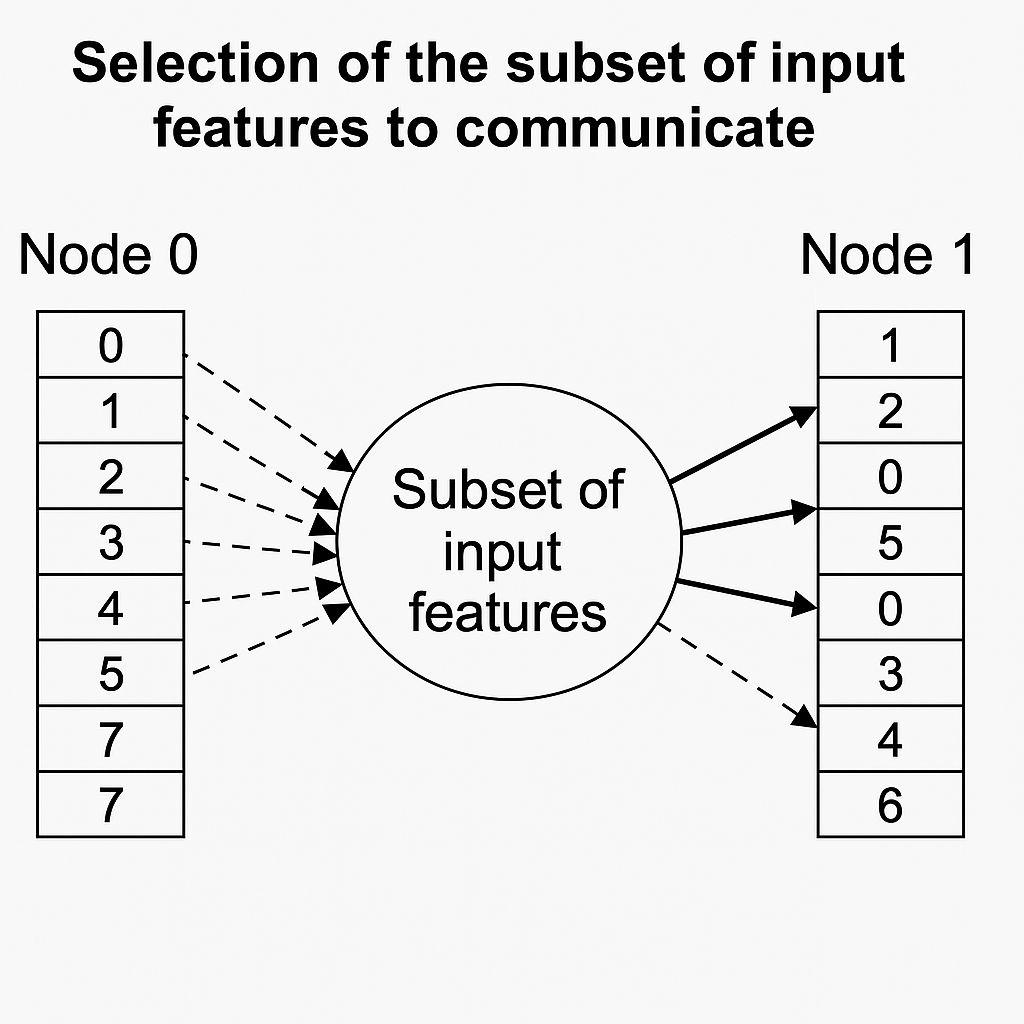 Selection of the subset of input
features to communicate
Node 0
0
1
2
3
4
5
7
7
Subset of
input
features
Node 1
1
2
0
5
0
3
4
6